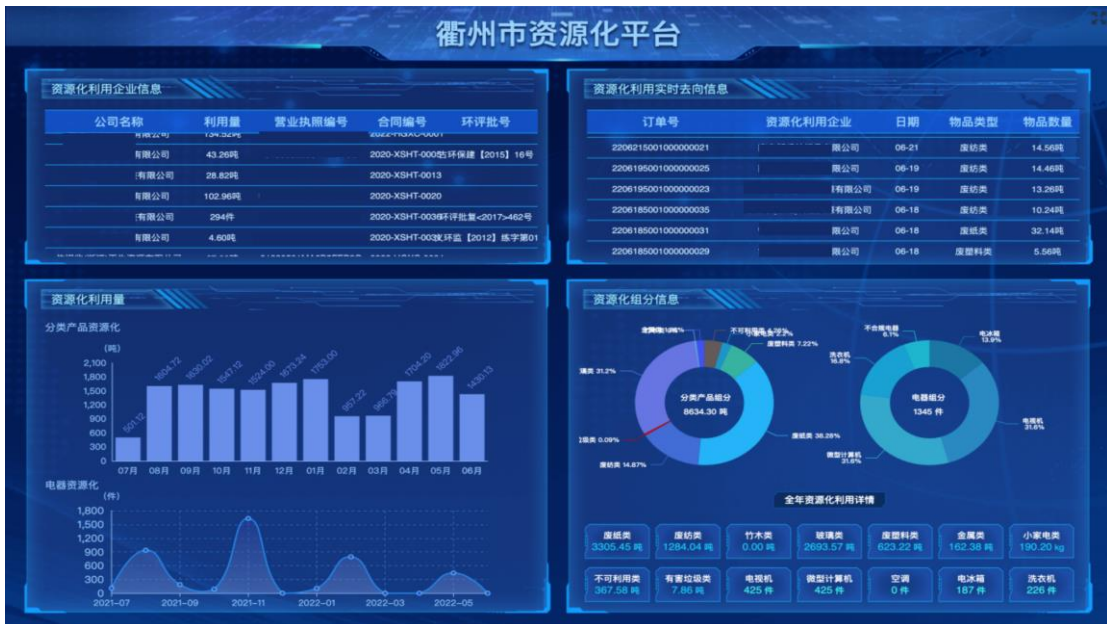 衢州市资源化平台
资源化利用企业信息
公司名称 利用量 营业执照编号 合同编号 环评批号
有限公司 134.52吨
有限公司 43.26吨 2020-XSHT-0005 环保建【2015】16号
有限公司 28.82吨 2020-XSHT-0013
有限公司 102.96吨 2020-XSHT-0020
有限公司 294件 2020-XSHT-0036 环评批复<2017>462号
有限公司 4.60吨 2020-XSHT-003 环监【2012】练字第01
资源化利用实时去向信息
订单号 资源化利用企业 日期 物品类型 物品数量
2206215001000000021 限公司 06-21 废纺类 14.56吨
2206195001000000025 限公司 06-19 废纺类 14.46吨
2206195001000000023 有限公司 06-19 废纺类 13.26吨
2206185001000000035 有限公司 06-18 废纺类 10.24吨
2206185001000000031 限公司 06-18 废纸类 32.14吨
2206185001000000029 限公司 06-18 废塑料类 5.56吨
资源化利用量
分类产品资源化
(吨)
2,100
1,800
1,500
1,200
900
600
300
0
501.12 1604.72 1630.02 1547.12 1524.00 1673.24 1753.00 957.22 966.79 1704.20 1822.96 1430.13
07月 08月 09月 10月 11月 12月 01月 02月 03月 04月 05月 06月
电器资源化
(件)
1,800
1,500
1,200
900
600
300
0
2021-07 2021-09 2021-11 2022-01 2022-03 2022-05
资源化组分信息
废塑料类 7.22%
璃类 31.2%
分类产品组分
8634.30 吨
圾类 0.09%
废纸类 38.28%
废纺类 14.87%
不合规电器
6.1%
电冰箱
13.9%
洗衣机
16.8%
电器组分
1345 件
电视机
31.6%
微型计算机
31.6%
全年资源化利用详情
废纸类 废纺类 竹木类 玻璃类 废塑料类 金属类 小家电类
3305.45 吨 1284.04 吨 0.00 吨 2693.57 吨 623.22 吨 162.38 吨 190.20 kg
不可利用类 有害垃圾类 电视机 微型计算机 空调 电冰箱 洗衣机
367.58 吨 7.86 吨 425 件 425 件 0 件 187 件 226 件